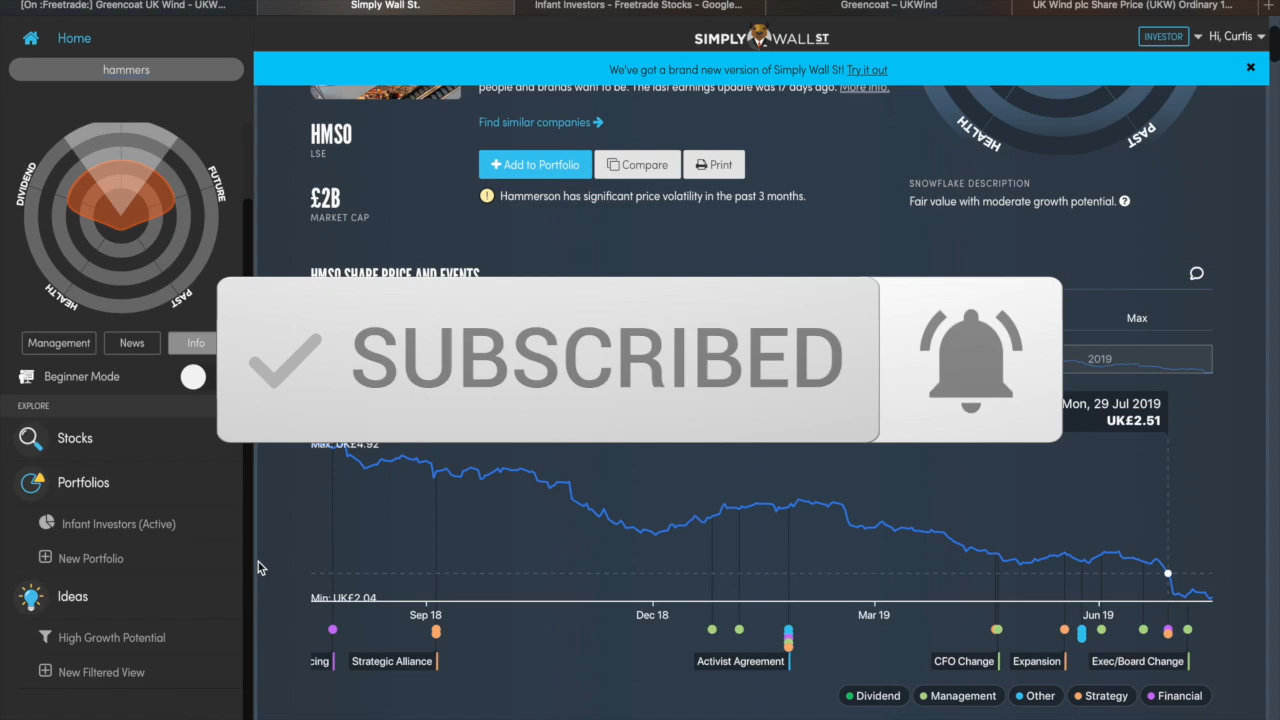 [On :Freetrade:] Greencoat UK Wind - UKW...
Simply Wall St.
Infant Investors - Freetrade Stocks - Google...
Greencoat – UKWind
UK Wind plc Share Price (UKW) Ordinary 1...
Home
SIMPLY WALL ST
INVESTOR
Hi, Curtis
hammers
We've got a brand new version of Simply Wall St! Try it out
people and brands want to be. The last earnings update was 17 days ago. More info.
HMSO
LSE
Find similar companies
Add to Portfolio
Compare
Print
£2B
MARKET CAP
Hammerson has significant price volatility in the past 3 months.
HEALTH
PAST
SNOWFLAKE DESCRIPTION
Fair value with moderate growth potential.
DIVIDEND
FUTURE
HEALTH
PAST
HMSO SHARE PRICE AND EVENTS
Max
2019
Management
News
Info
Beginner Mode
SUBSCRIBED
Mon, 29 Jul 2019
UK£2.51
EXPLORE
Stocks
Portfolios
Infant Investors (Active)
New Portfolio
Ideas
High Growth Potential
New Filtered View
Max: UK£4.92
Min: UK£2.04
Sep 18
Dec 18
Mar 19
Jun 19
cing
Strategic Alliance
Activist Agreement
CFO Change
Expansion
Exec/Board Change
Dividend
Management
Other
Strategy
Financial